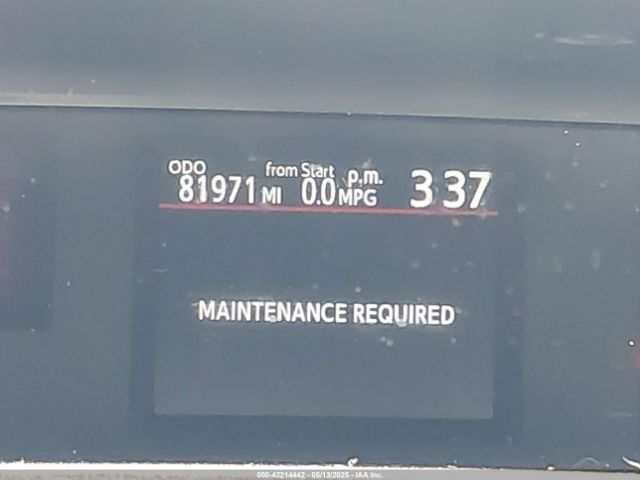 ODO from Start p.m.
81971 MI 0.0 MPG 3 37
MAINTENANCE REQUIRED
000-42214442 - 05/13/2025 - IAA Inc.